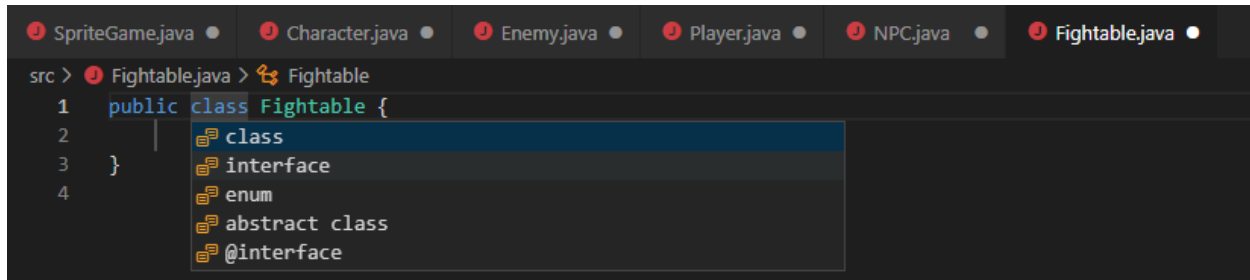 SpriteGame.java Character.java Enemy.java Player.java NPC.java Fightable.java
src > Fightable.java > Fightable
1 public class Fightable {
2
3 }
4
class
interface
enum
abstract class
@interface